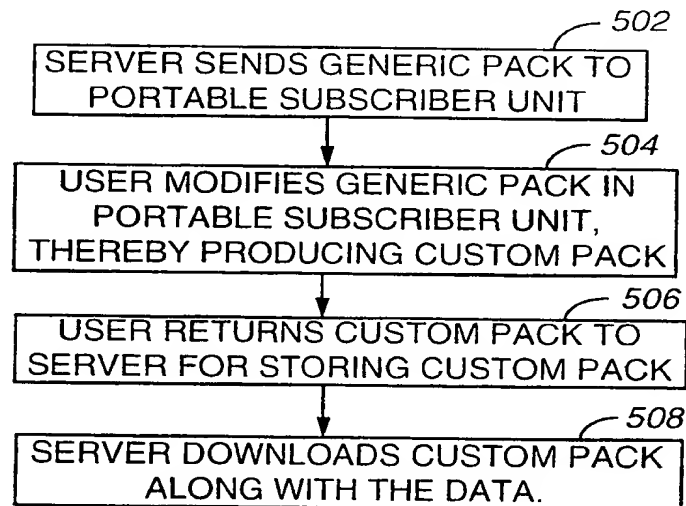 502
SERVER SENDS GENERIC PACK TO
PORTABLE SUBSCRIBER UNIT
504
USER MODIFIES GENERIC PACK IN
PORTABLE SUBSCRIBER UNIT,
THEREBY PRODUCING CUSTOM PACK
506
USER RETURNS CUSTOM PACK TO
SERVER FOR STORING CUSTOM PACK
508
SERVER DOWNLOADS CUSTOM PACK
ALONG WITH THE DATA.